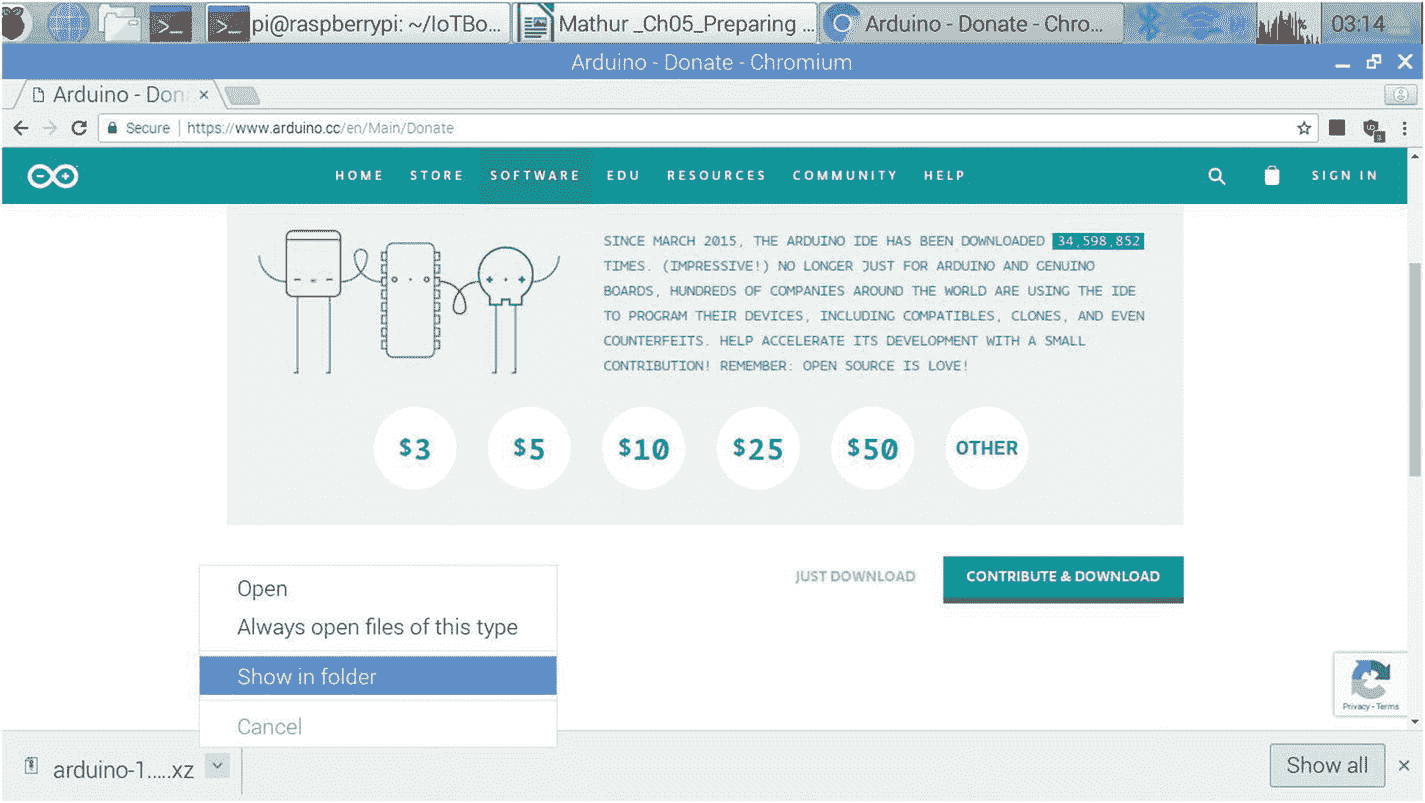 pi@raspberrypi: ~/IoTBo...
Mathur _Ch05_Preparing ...
Arduino - Donate - Chro...
03:14
Arduino - Donate - Chromium
Arduino - Don
Secure
https://www.arduino.cc/en/Main/Donate
HOME STORE SOFTWARE EDU RESOURCES COMMUNITY HELP
SIGN IN
SINCE MARCH 2015, THE ARDUINO IDE HAS BEEN DOWNLOADED 34,598,852
TIMES. (IMPRESSIVE!) NO LONGER JUST FOR ARDUINO AND GENUINO
BOARDS, HUNDREDS OF COMPANIES AROUND THE WORLD ARE USING THE IDE
TO PROGRAM THEIR DEVICES, INCLUDING COMPATIBLES, CLONES, AND EVEN
COUNTERFEITS. HELP ACCELERATE ITS DEVELOPMENT WITH A SMALL
CONTRIBUTION! REMEMBER: OPEN SOURCE IS LOVE!
$3 $5 $10 $25 $50 OTHER
JUST DOWNLOAD
CONTRIBUTE & DOWNLOAD
Open
Always open files of this type
Show in folder
Cancel
Privacy - Terms
arduino-1.....xz
Show all